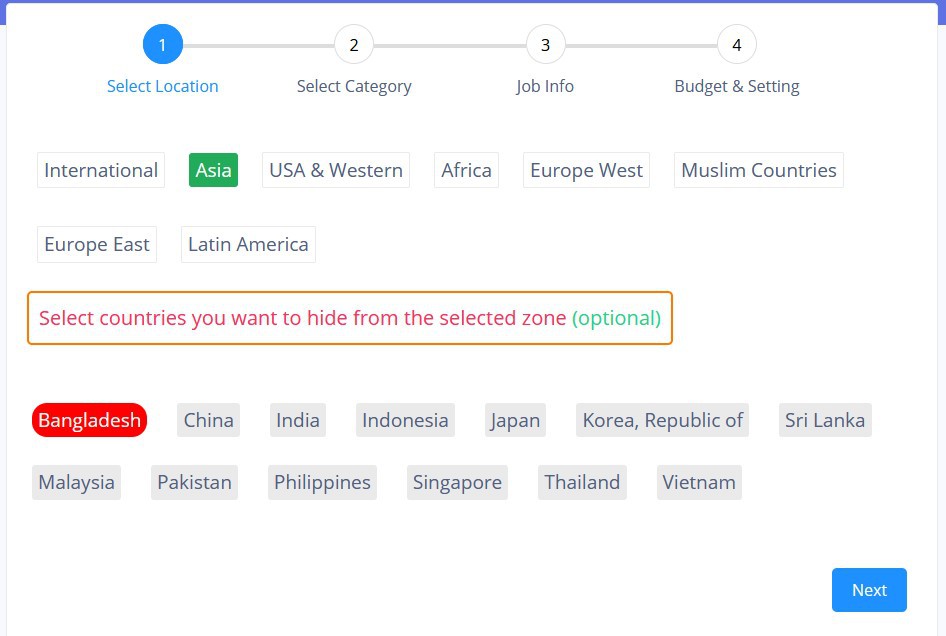 1 2 3 4
Select Location Select Category Job Info Budget & Setting
International Asia USA & Western Africa Europe West Muslim Countries
Europe East Latin America
Select countries you want to hide from the selected zone (optional)
Bangladesh China India Indonesia Japan Korea, Republic of Sri Lanka
Malaysia Pakistan Philippines Singapore Thailand Vietnam
Next